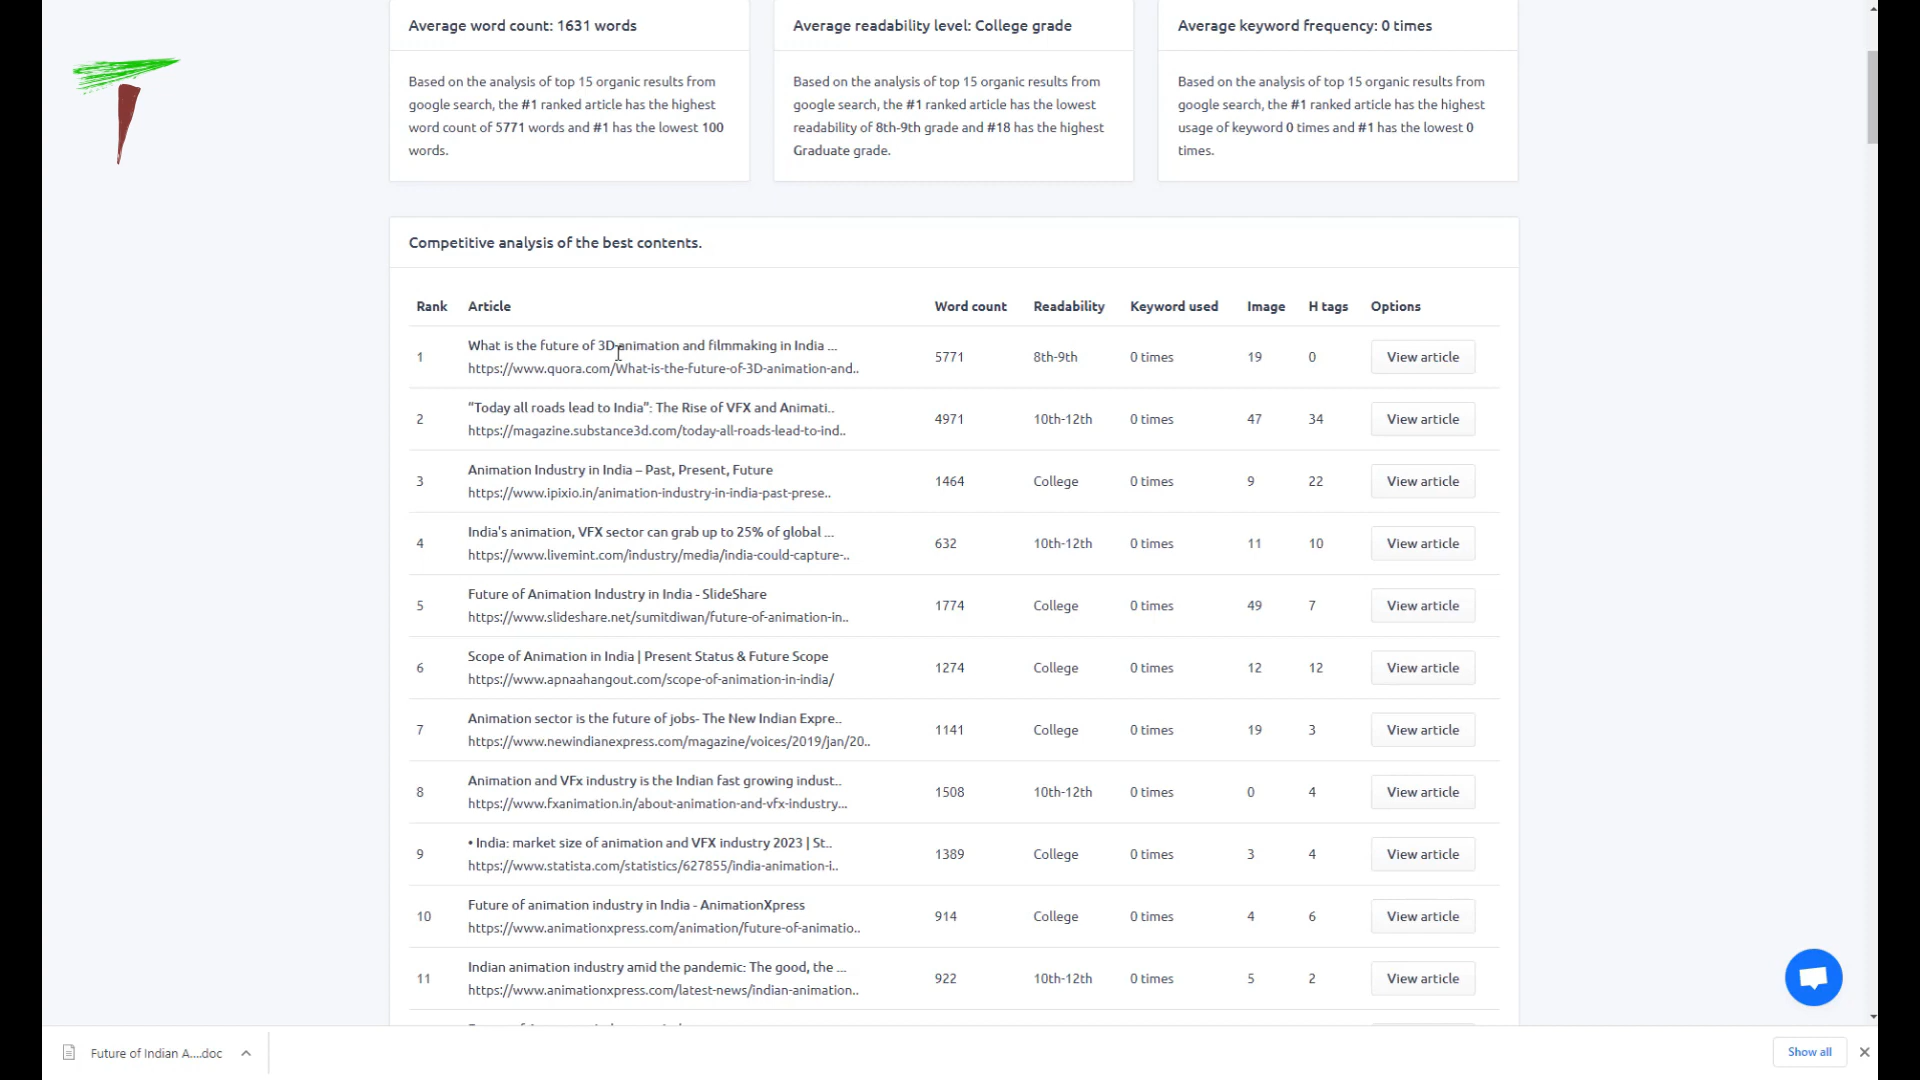 Average word count: 1631 words
Based on the analysis of top 15 organic results from
google search, the #1 ranked article has the highest
word count of 5771 words and #1 has the lowest 100
words.
Average readability level: College grade
Based on the analysis of top 15 organic results from
google search, the #1 ranked article has the lowest
readability of 8th-9th grade and #18 has the highest
Graduate grade.
Average keyword frequency: 0 times
Based on the analysis of top 15 organic results from
google search, the #1 ranked article has the highest
usage of keyword 0 times and #1 has the lowest 0
times.
Competitive analysis of the best contents.
Rank Article Word count Readability Keyword used Image H tags Options
What is the future of 3D animation and filmmaking in India ...
1 5771 8th-9th 0 times 19 0 View article
https://www.quora.com/What-is-the-future-of-3D-animation-and..
“Today all roads lead to India”: The Rise of VFX and Animati..
2 4971 10th-12th 0 times 47 34 View article
https://magazine.substance3d.com/today-all-roads-lead-to-ind..
Animation Industry in India – Past, Present, Future
3 1464 College 0 times 9 22 View article
https://www.ipixio.in/animation-industry-in-india-past-prese..
India's animation, VFX sector can grab up to 25% of global ...
4 632 10th-12th 0 times 11 10 View article
https://www.livemint.com/industry/media/india-could-capture-..
Future of Animation Industry in India - SlideShare
5 1774 College 0 times 49 7 View article
https://www.slideshare.net/sumitdiwan/future-of-animation-in..
Scope of Animation in India | Present Status & Future Scope
6 1274 College 0 times 12 12 View article
https://www.apnaahangout.com/scope-of-animation-in-india/
Animation sector is the future of jobs- The New Indian Expre..
7 1141 College 0 times 19 3 View article
https://www.newindianexpress.com/magazine/voices/2019/jan/20..
Animation and VFx industry is the Indian fast growing indust..
8 1508 10th-12th 0 times 0 4 View article
https://www.fxanimation.in/about-animation-and-vfx-industry...
• India: market size of animation and VFX industry 2023 | St..
9 1389 College 0 times 3 4 View article
https://www.statista.com/statistics/627855/india-animation-i..
Future of animation industry in India - AnimationXpress
10 914 College 0 times 4 6 View article
https://www.animationxpress.com/animation/future-of-animatio..
Indian animation industry amid the pandemic: The good, the ...
11 922 10th-12th 0 times 5 2 View article
https://www.animationxpress.com/latest-news/indian-animation..
Future of Indian A....doc
Show all